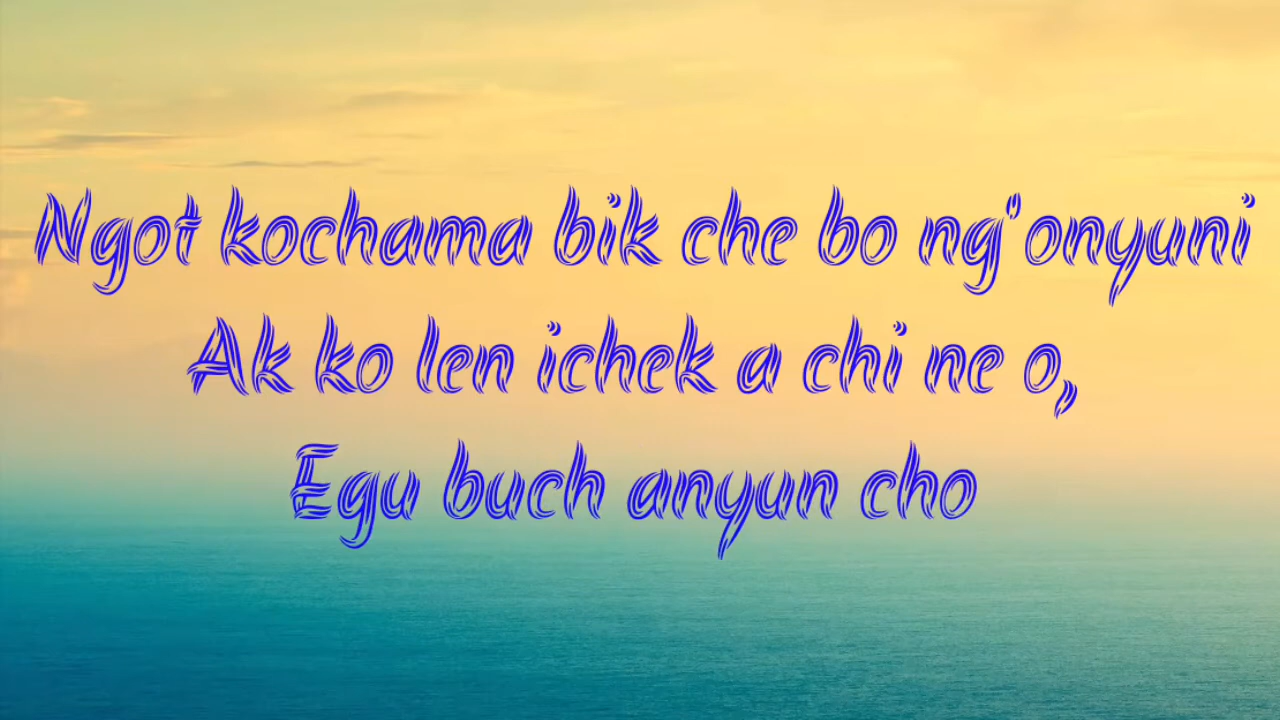 Ngot kochama bik che bo ng'onyuni
Ak ko len ichek a chi ne o,
Egu buch anyun cho